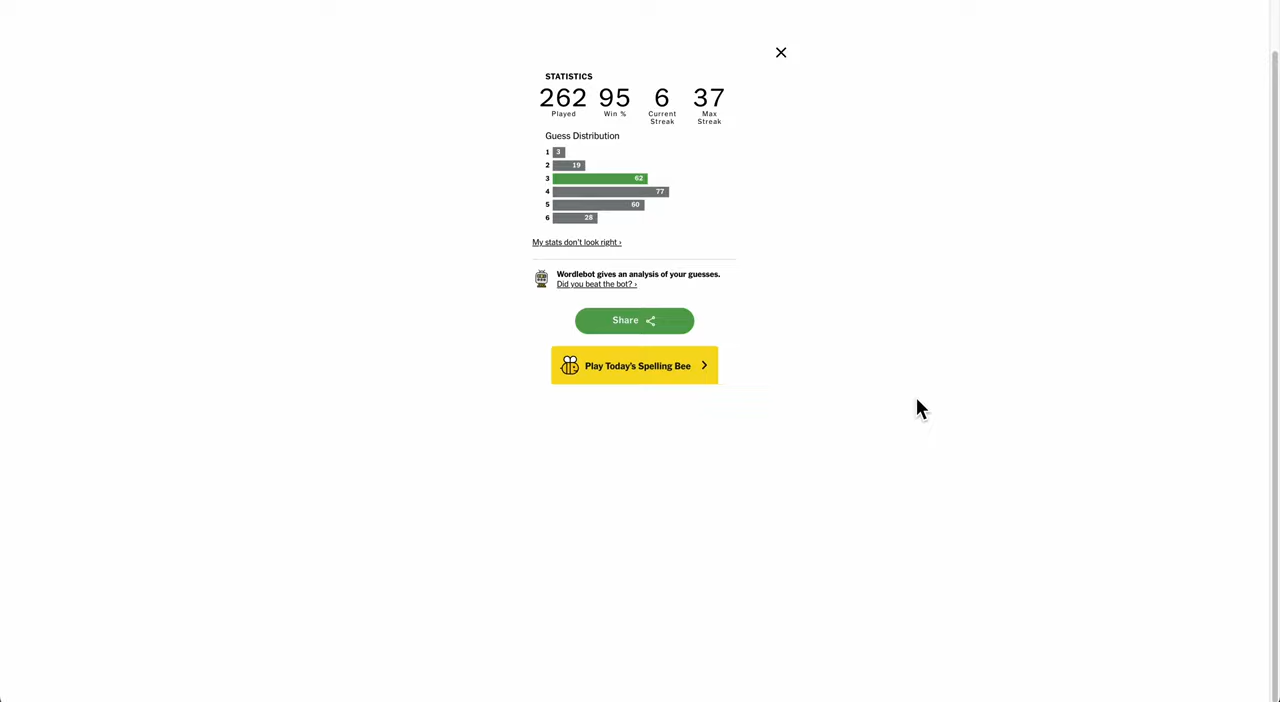 STATISTICS
262 95 6 37
Played Win % Current Streak Max Streak
Guess Distribution
1 3
2 19
3 62
4 77
5 60
6 28
My stats don't look right ›
Wordlebot gives an analysis of your guesses.
Did you beat the bot? ›
Share
Play Today's Spelling Bee